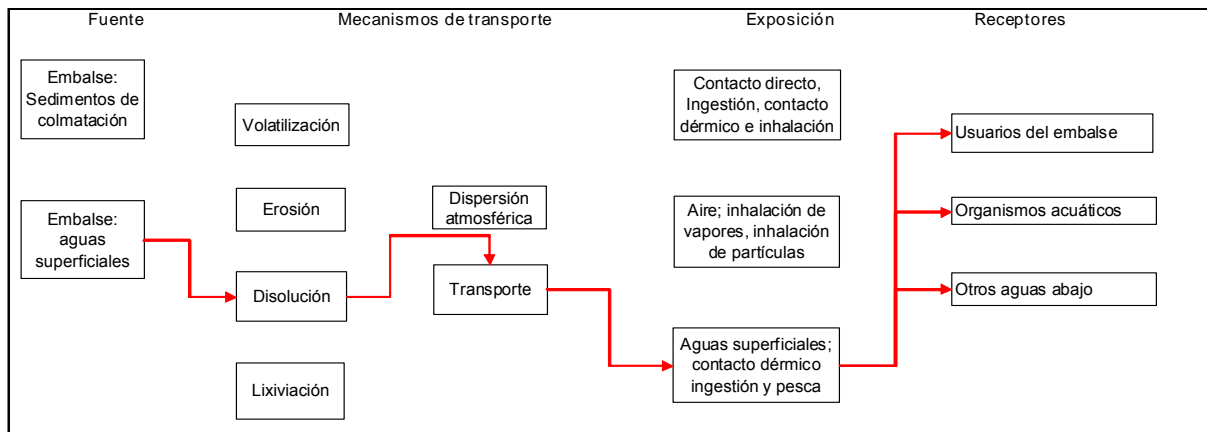 Fuente
Mecanismos de transporte
Exposición
Receptores
Embalse:
Sedimentos de
colmatación
Embalse:
aguas
superficiales
Volatilización
Erosión
Disolución
Lixiviación
Dispersión
atmosférica
Transporte
Contacto directo,
Ingestión, contacto
dérmico e inhalación
Aire; inhalación de
vapores, inhalación
de partículas
Aguas superficiales;
contacto dérmico
ingestión y pesca
Usuarios del embalse
Organismos acuáticos
Otros aguas abajo